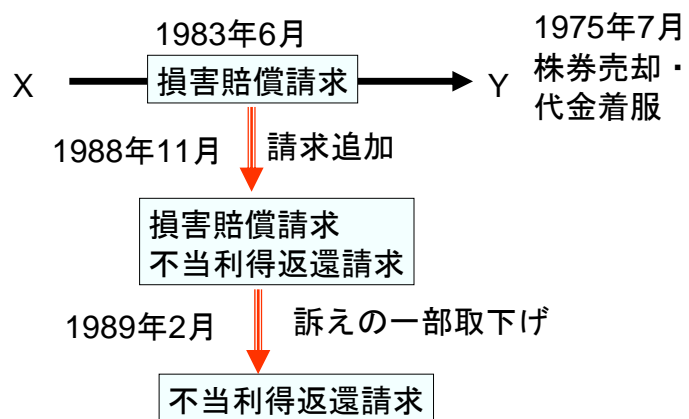 1983年6月
1975年7月
株券売却・
代金着服
X
損害賠償請求
Y
1988年11月
請求追加
損害賠償請求
不当利得返還請求
1989年2月
訴えの一部取下げ
不当利得返還請求